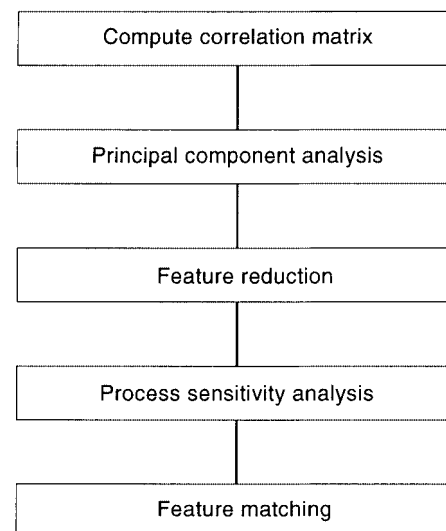 Compute correlation matrix
Principal component analysis
Feature reduction
Process sensitivity analysis
Feature matching